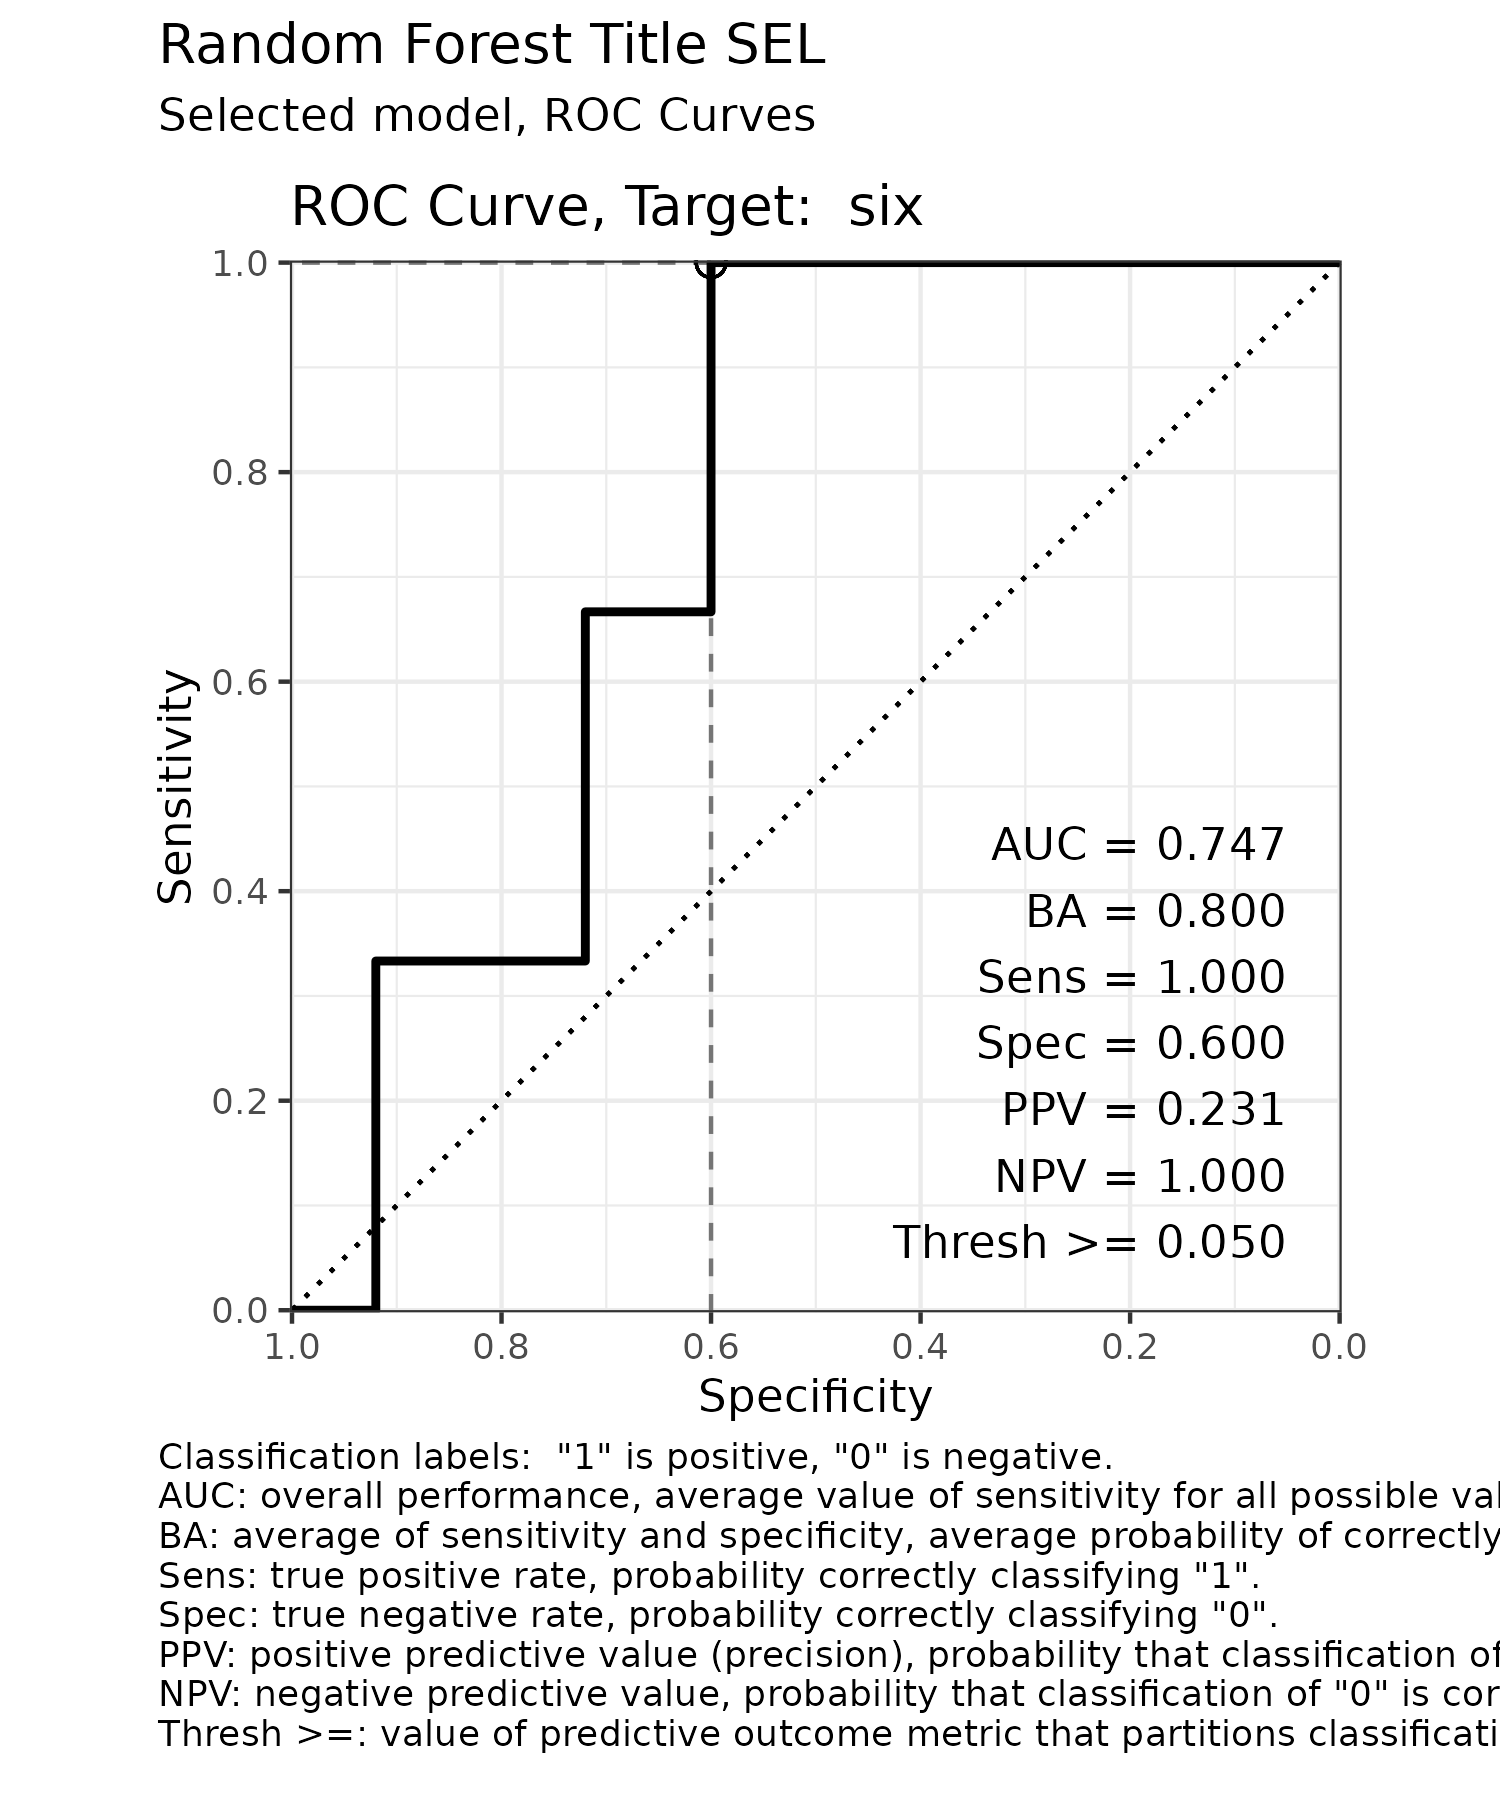 Random Forest Title SEL
Selected model, ROC Curves
ROC Curve, Target:  six
1.0
0.8
0.6
0.4
0.2
0.0
Sensitivity
AUC = 0.747
BA = 0.800
Sens = 1.000
Spec = 0.600
PPV = 0.231
NPV = 1.000
Thresh >= 0.050
1.0 0.8 0.6 0.4 0.2 0.0
Specificity
Classification labels:  "1" is positive, "0" is negative.
AUC: overall performance, average value of sensitivity for all possible
BA: average of sensitivity and specificity, average probability of correctly
Sens: true positive rate, probability correctly classifying "1".
Spec: true negative rate, probability correctly classifying "0".
PPV: positive predictive value (precision), probability that classification of
NPV: negative predictive value, probability that classification of "0" is
Thresh >=: value of predictive outcome metric that partitions